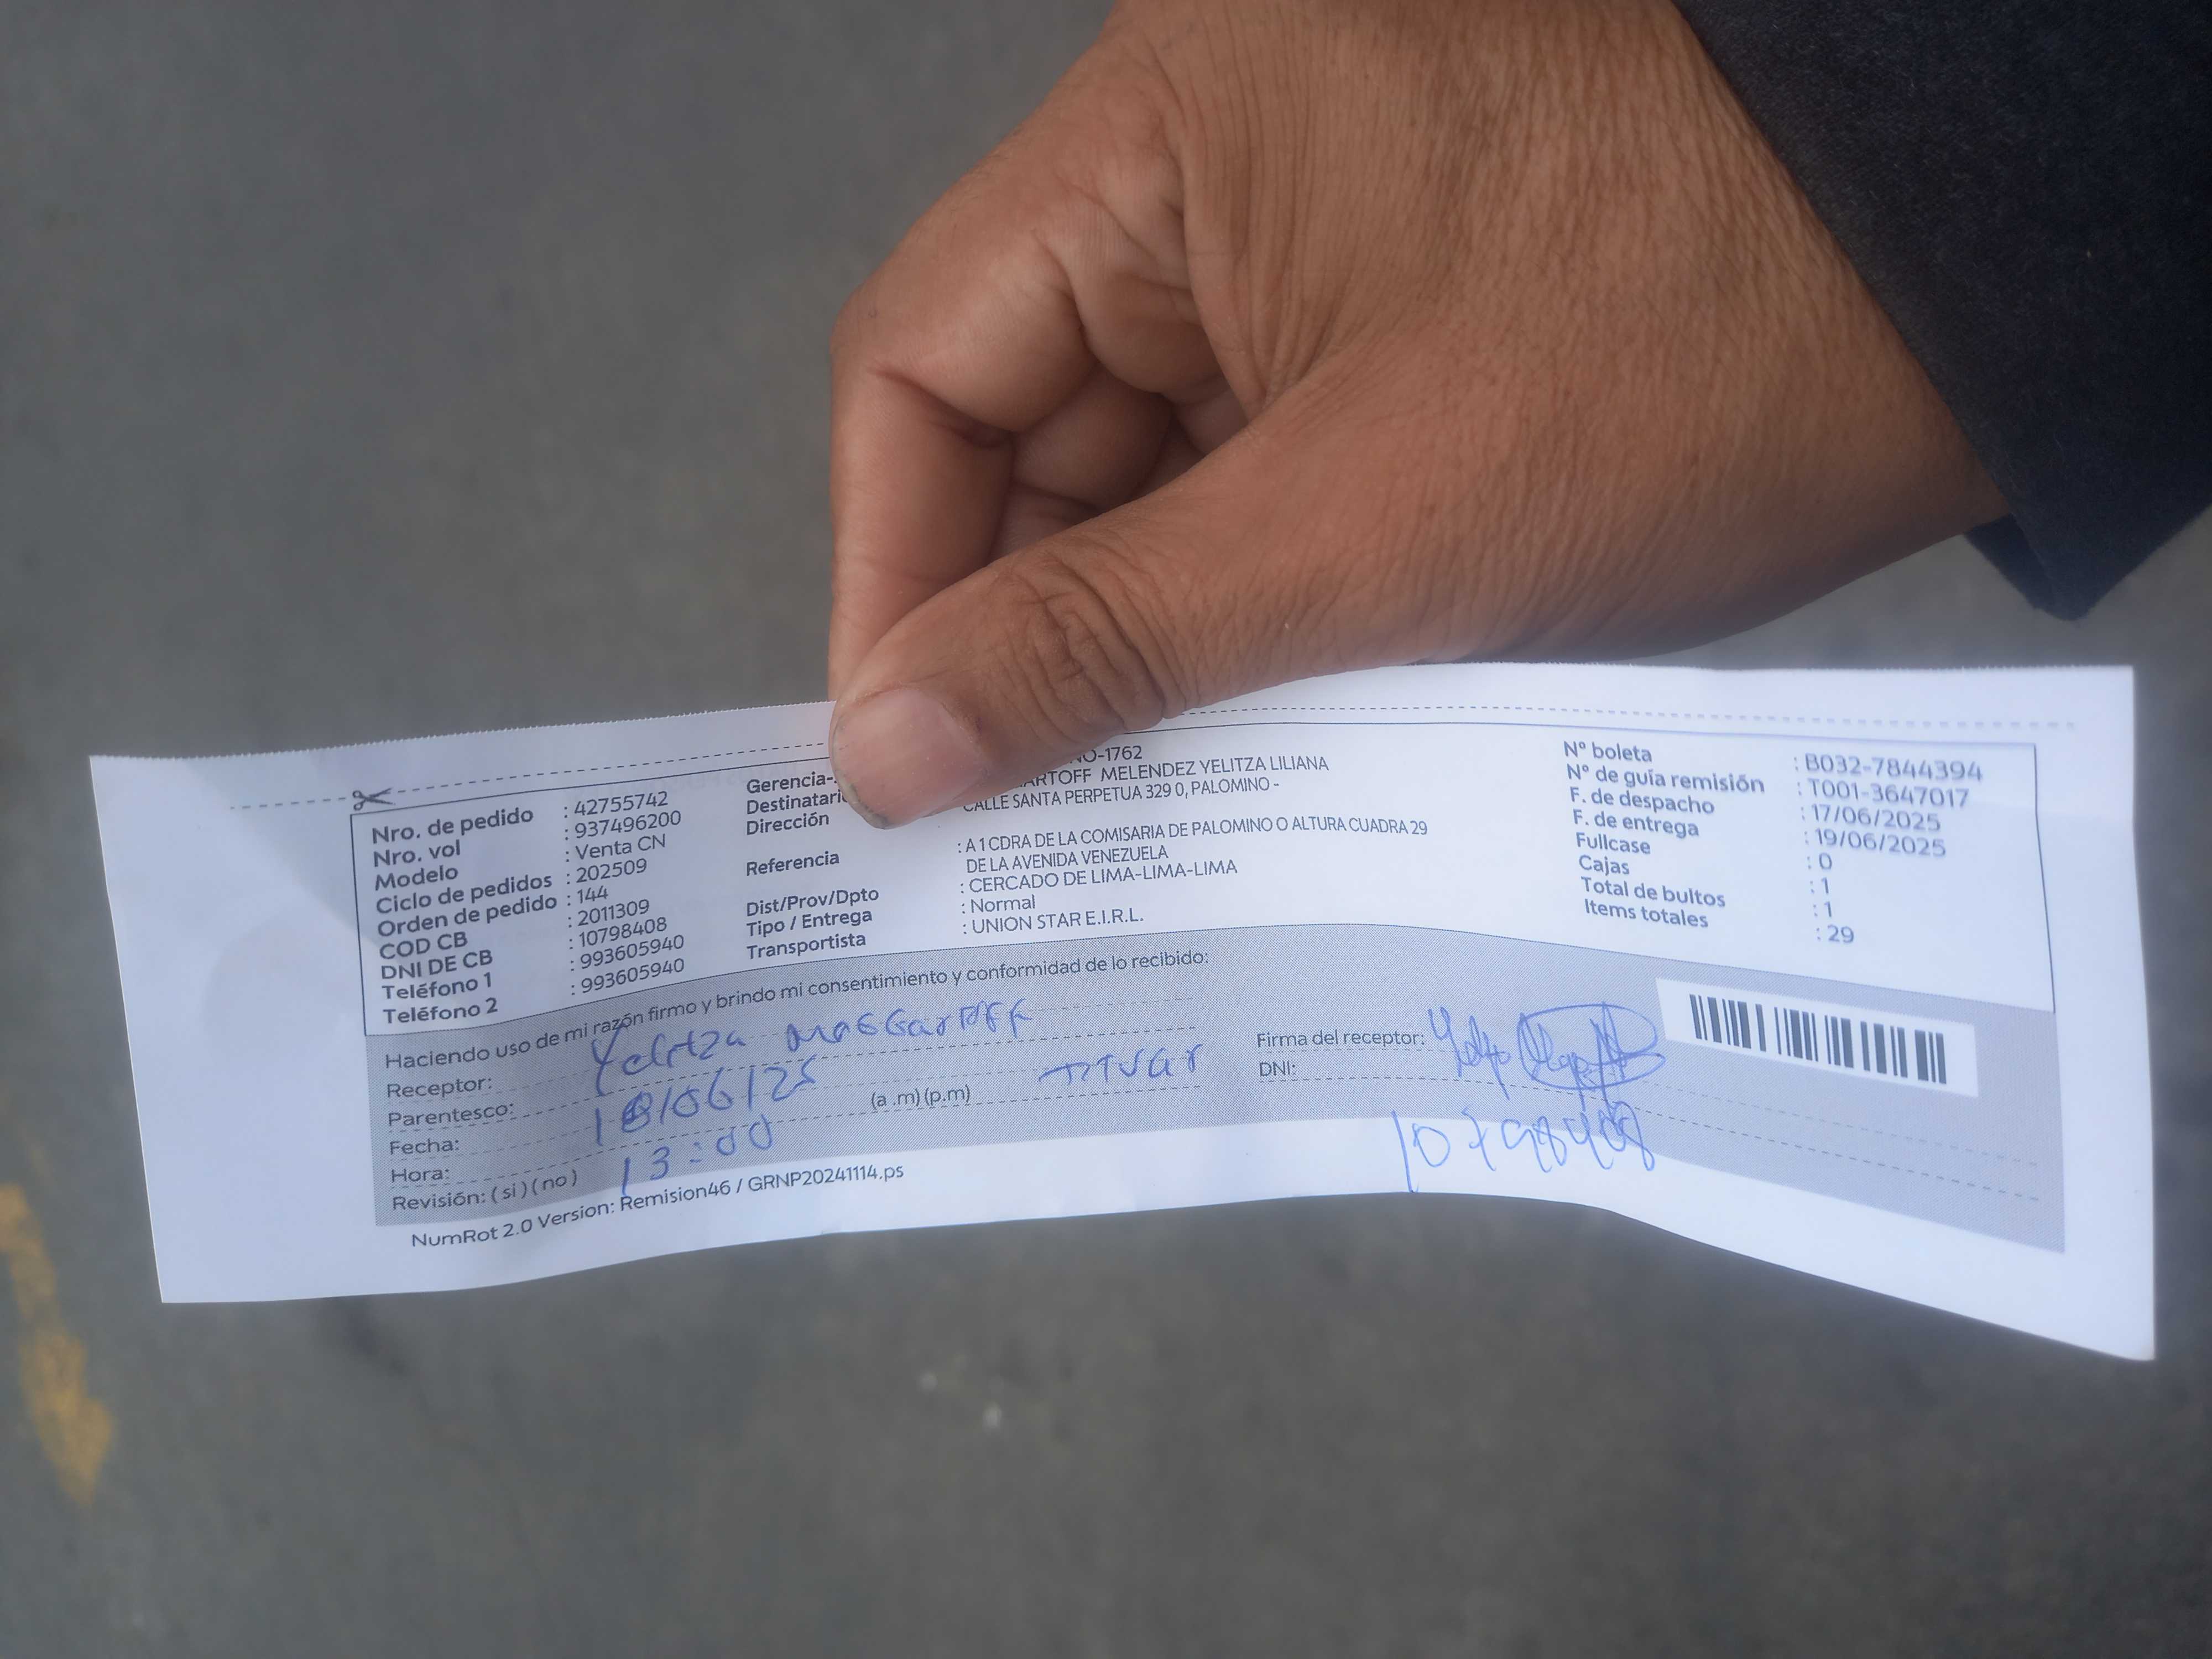 Nro. de pedido : 42755742
Nro. vol : 937496200
Modelo : Venta CN
Ciclo de pedidos : 202509
Orden de pedido : 144
COD CB : 2011309
DNI DE CB : 10798408
Teléfono 1 : 993605940
Teléfono 2 : 993605940
Gerencia- O-1762
Destinatari ARTOFF MELENDEZ YELITZA LILIANA
Dirección CALLE SANTA PERPETUA 329 0, PALOMINO -
Referencia : A 1 CDRA DE LA COMISARIA DE PALOMINO O ALTURA CUADRA 29
DE LA AVENIDA VENEZUELA
Dist/Prov/Dpto : CERCADO DE LIMA-LIMA-LIMA
Tipo / Entrega : Normal
Transportista : UNION STAR E.I.R.L.
Nº boleta : B032-7844394
Nº de guía remisión : T001-3647017
F. de despacho : 17/06/2025
F. de entrega : 19/06/2025
Fullcase : 0
Cajas : 1
Total de bultos : 1
Items totales : 29
Haciendo uso de mi razón firmo y brindo mi consentimiento y conformidad de lo recibido:
Receptor: Yelitza
Parentesco:
Fecha: 18/06/25 (a .m) (p.m)
Hora: 13:00
Revisión: ( si ) ( no )
Firma del receptor:
DNI: 10798408
NumRot 2.0 Version: Remision46 / GRNP20241114.ps